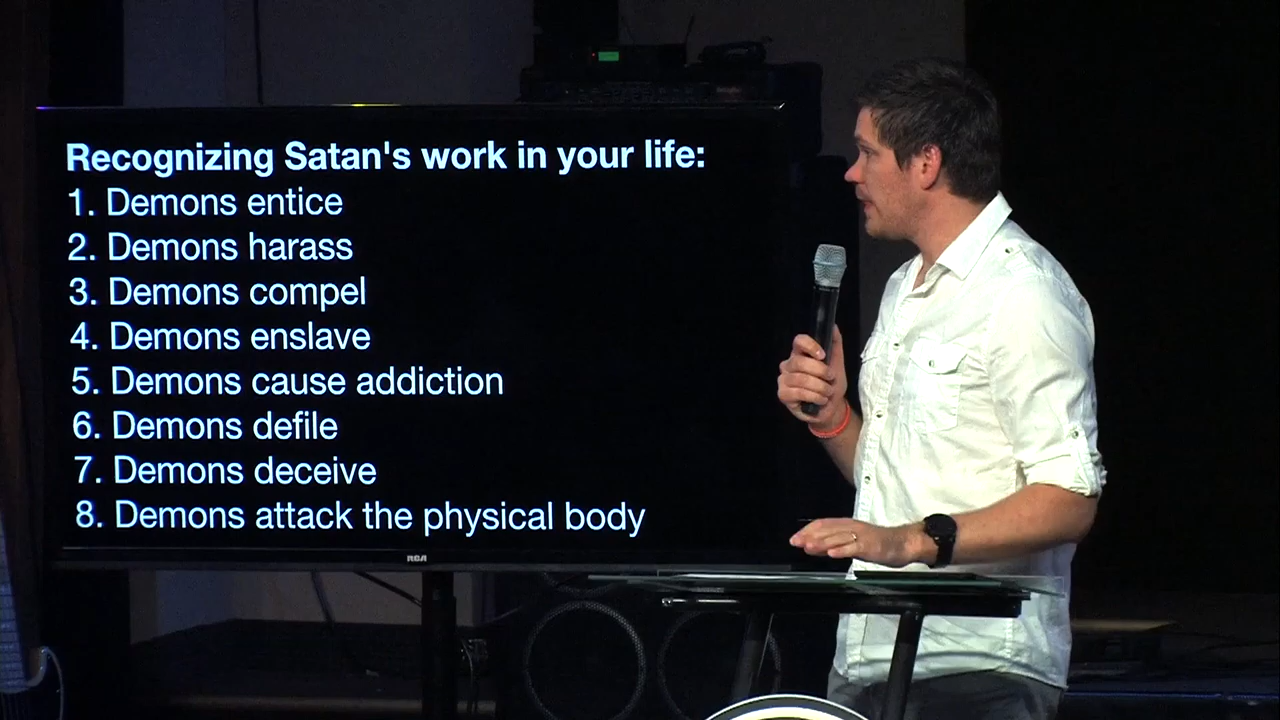 Recognizing Satan's work in your life:
1. Demons entice
2. Demons harass
3. Demons compel
4. Demons enslave
5. Demons cause addiction
6. Demons defile
7. Demons deceive
8. Demons attack the physical body
RCA